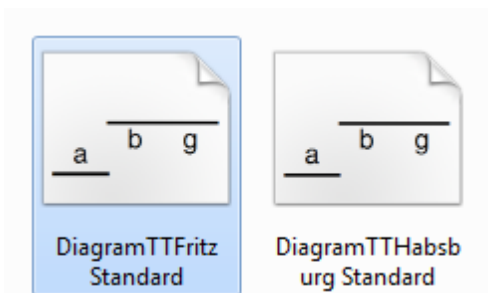 a b g
a b g
DiagramTTFritz
Standard
DiagramTTHabsb
urg Standard